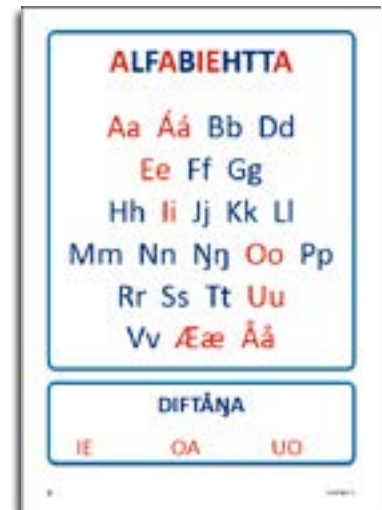 ALFABIEHTTA
Aa Áá Bb Dd
Ee Ff Gg
Hh Ii Jj Kk Ll
Mm Nn Ŋŋ Oo Pp
Rr Ss Tt Uu
Vv Ææ Åå
DIFTÅŊA
IE OA UO